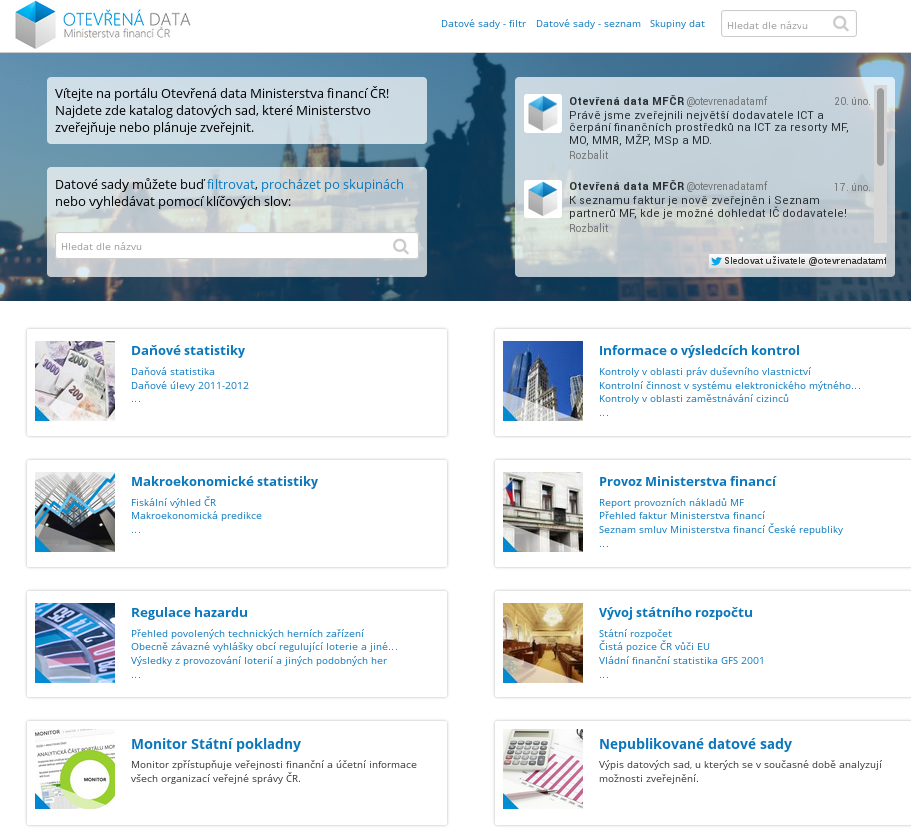 OTEVŘENÁ DATA
Ministerstva financí ČR
Datové sady - filtr
Datové sady - seznam
Skupiny dat
Hledat dle názvu
Vítejte na portálu Otevřená data Ministerstva financí ČR!
Najdete zde katalog datových sad, které Ministerstvo
zveřejňuje nebo plánuje zveřejnit.
Datové sady můžete buď filtrovat, procházet po skupinách
nebo vyhledávat pomocí klíčových slov:
Hledat dle názvu
Otevřená data MFČR @otevrenadatamf 20. úno.
Právě jsme zveřejnili největší dodavatele ICT a
čerpání finančních prostředků na ICT za resorty MF,
MO, MMR, MŽP, MSp a MD.
Rozbalit
Otevřená data MFČR @otevrenadatamf 17. úno.
K seznamu faktur je nově zveřejněn i Seznam
partnerů MF, kde je možné dohledat IČ dodavatele!
Rozbalit
Sledovat uživatele @otevrenadatamf
Daňové statistiky
Daňová statistika
Daňové úlevy 2011-2012
...
Informace o výsledcích kontrol
Kontroly v oblasti práv duševního vlastnictví
Kontrolní činnost v systému elektronického mýtného...
Kontroly v oblasti zaměstnávání cizinců
...
Makroekonomické statistiky
Fiskální výhled ČR
Makroekonomická predikce
...
Provoz Ministerstva financí
Report provozních nákladů MF
Přehled faktur Ministerstva financí
Seznam smluv Ministerstva financí České republiky
...
Regulace hazardu
Přehled povolených technických herních zařízení
Obecně závazné vyhlášky obcí regulující loterie a jiné...
Výsledky z provozování loterií a jiných podobných her
...
Vývoj státního rozpočtu
Státní rozpočet
Čistá pozice ČR vůči EU
Vládní finanční statistika GFS 2001
...
MONITOR
ANALYTICKÁ ČÁST PORTÁLU
MONITOR
Monitor Státní pokladny
Monitor zpřístupňuje veřejnosti finanční a účetní informace
všech organizací veřejné správy ČR.
Nepublikované datové sady
Výpis datových sad, u kterých se v současné době analyzují
možnosti zveřejnění.